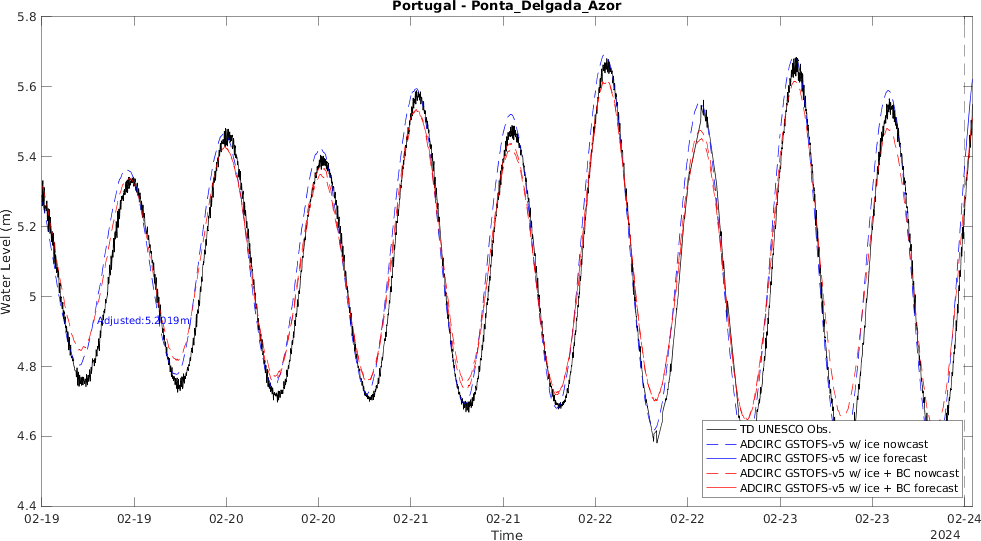 Portugal - Ponta_Delgada_Azor
5.8
5.6
5.4
5.2
5
4.8
4.6
4.4
Water Level (m)
Adjusted:5.2019m
TD UNESCO Obs.
ADCIRC GSTOFS-v5 w/ ice nowcast
ADCIRC GSTOFS-v5 w/ ice forecast
ADCIRC GSTOFS-v5 w/ ice + BC nowcast
ADCIRC GSTOFS-v5 w/ ice + BC forecast
02-19 02-19 02-20 02-20 02-21 02-21 02-22 02-22 02-23 02-23 02-24
Time
2024